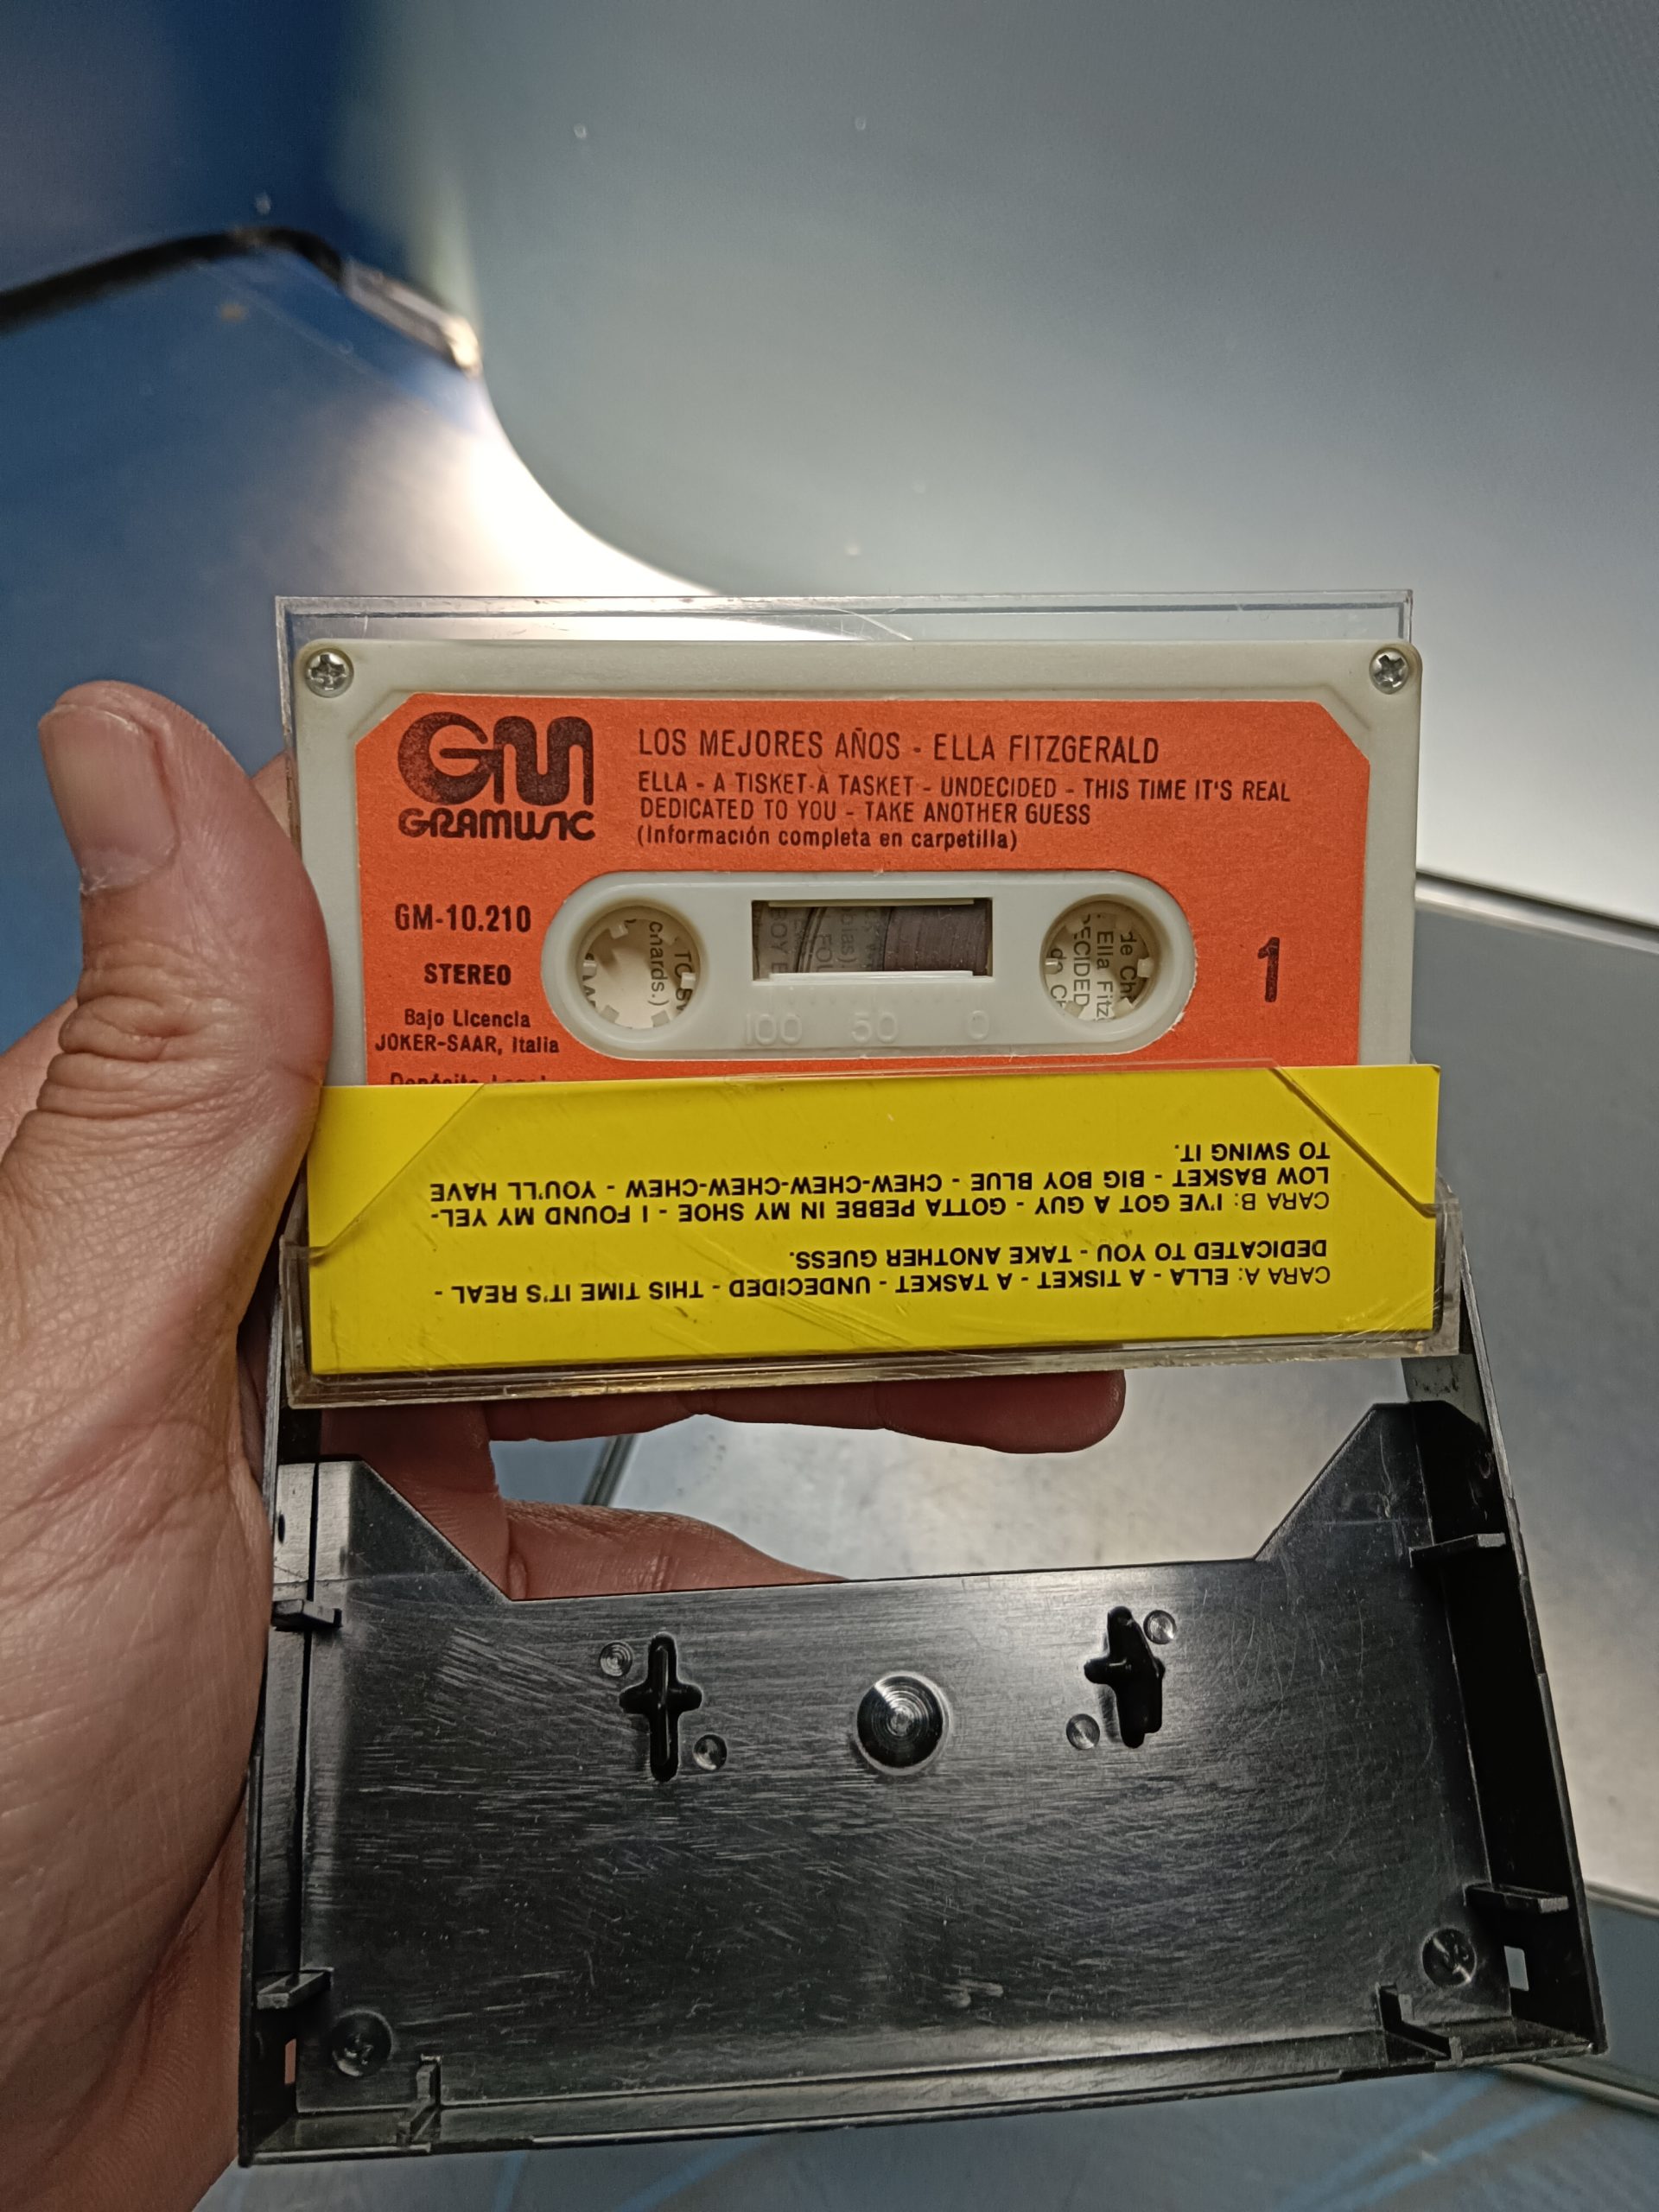 GM
GRAMUSIC
LOS MEJORES AÑOS - ELLA FITZGERALD
ELLA - A TISKET-A TASKET - UNDECIDED - THIS TIME IT'S REAL
DEDICATED TO YOU - TAKE ANOTHER GUESS
(Información completa en carpetilla)
GM-10.210
STEREO
Bajo Licencia
JOKER-SAAR, Italia
1
100 50 0
CARA A: ELLA - A TISKET - A TASKET - UNDECIDED - THIS TIME IT'S REAL -
DEDICATED TO YOU - TAKE ANOTHER GUESS.
CARA B: I'VE GOT A GUY - GOTTA PEBBE IN MY SHOE - I FOUND MY YEL-
LOW BASKET - BIG BOY BLUE - CHEW-CHEW-CHEW-CHEW - YOU'LL HAVE
TO SWING IT.